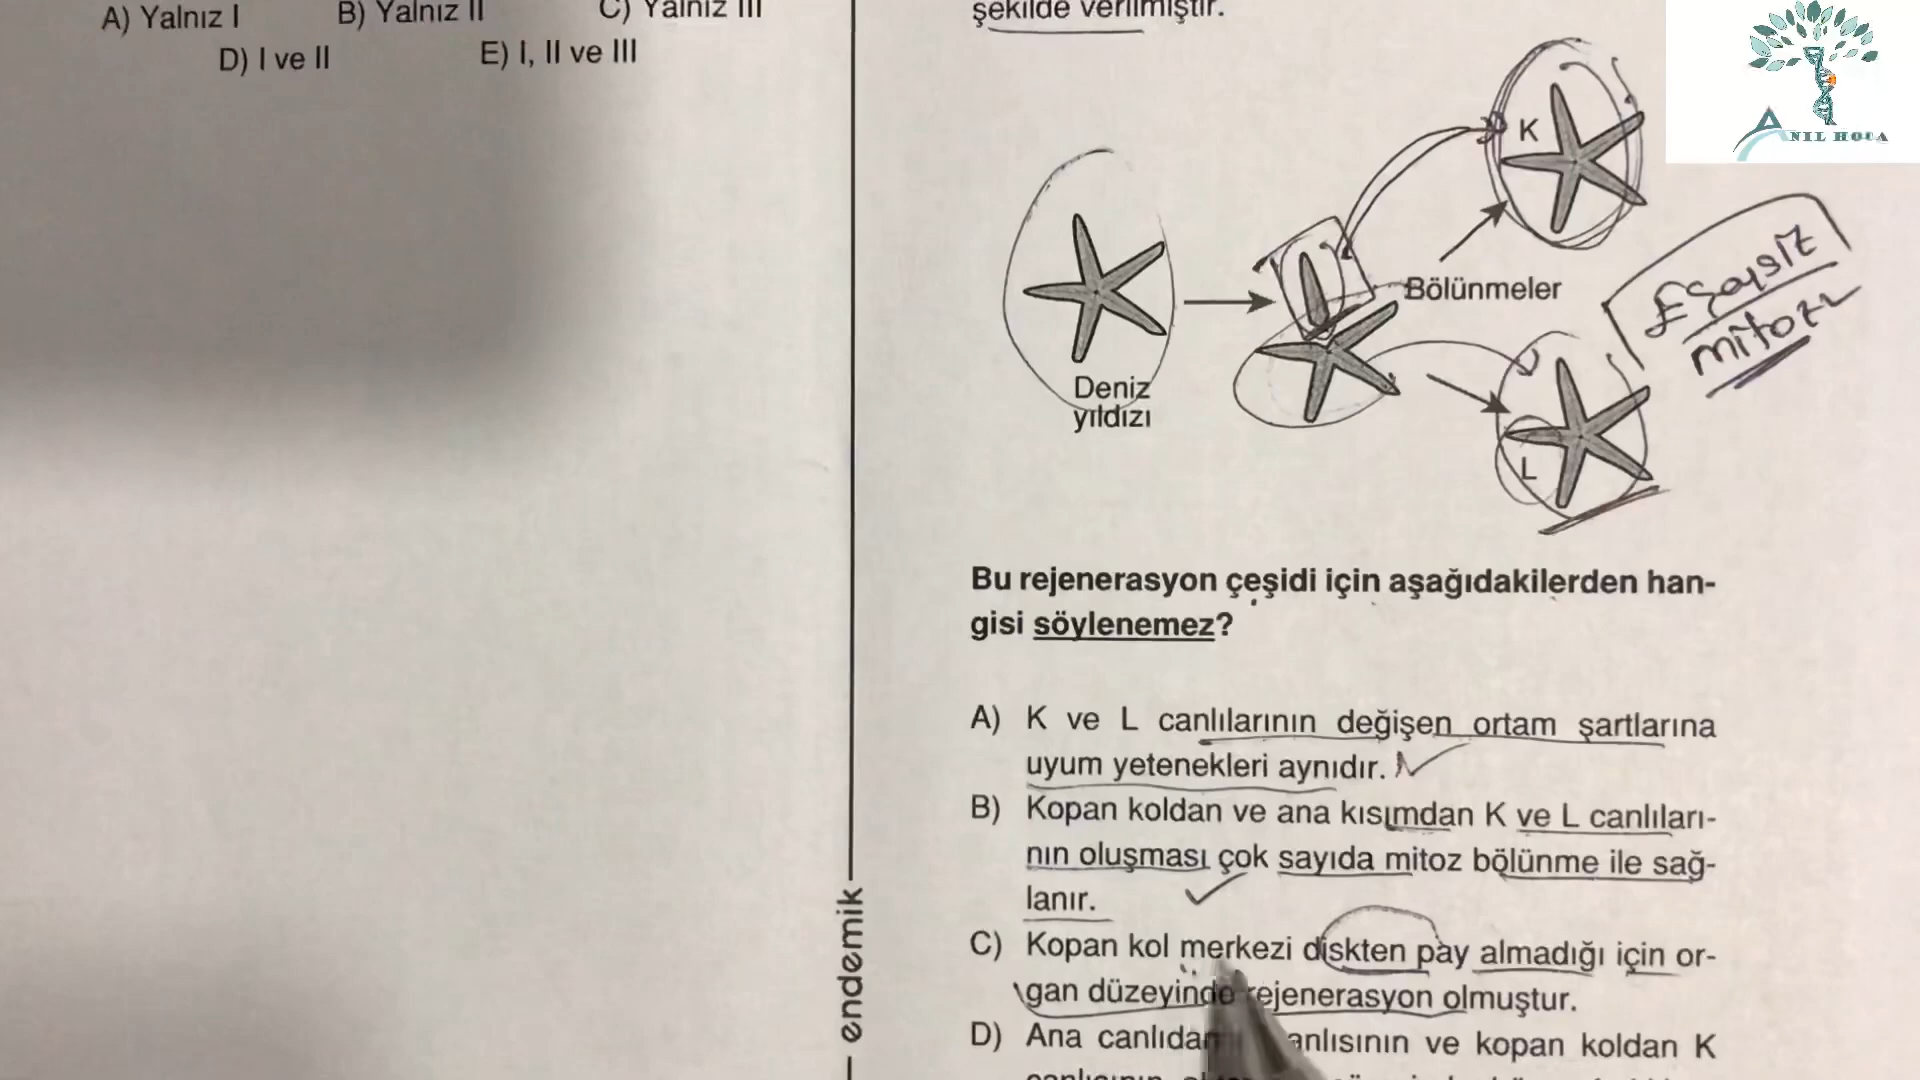 A) Yalnız I B) Yalnız II C) Yalnız III
D) I ve II E) I, II ve III
endemik
şekilde verilmiştir.
K
Bölünmeler
Deniz
yıldızı
L
Eşeysiz
mitoz
ANIL HOCA
Bu rejenerasyon çeşidi için aşağıdakilerden han-
gisi söylenemez?
A) K ve L canlılarının değişen ortam şartlarına
uyum yetenekleri aynıdır.
B) Kopan koldan ve ana kısımdan K ve L canlıları-
nın oluşması çok sayıda mitoz bölünme ile sağ-
lanır.
C) Kopan kol merkezi diskten pay almadığı için or-
gan düzeyinde rejenerasyon olmuştur.
D) Ana canlıdan canlısının ve kopan koldan K